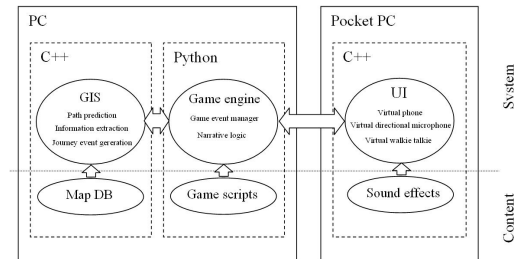 PC
C++
GIS
Path prediction
Information extraction
Journey event gereration
Map DB
Python
Game engine
Game event manager
Narrative logic
Game scripts
Pocket PC
C++
UI
Virtual phone
Virtual directional microphone
Virtual walkie talkie
Sound effects
System
Content